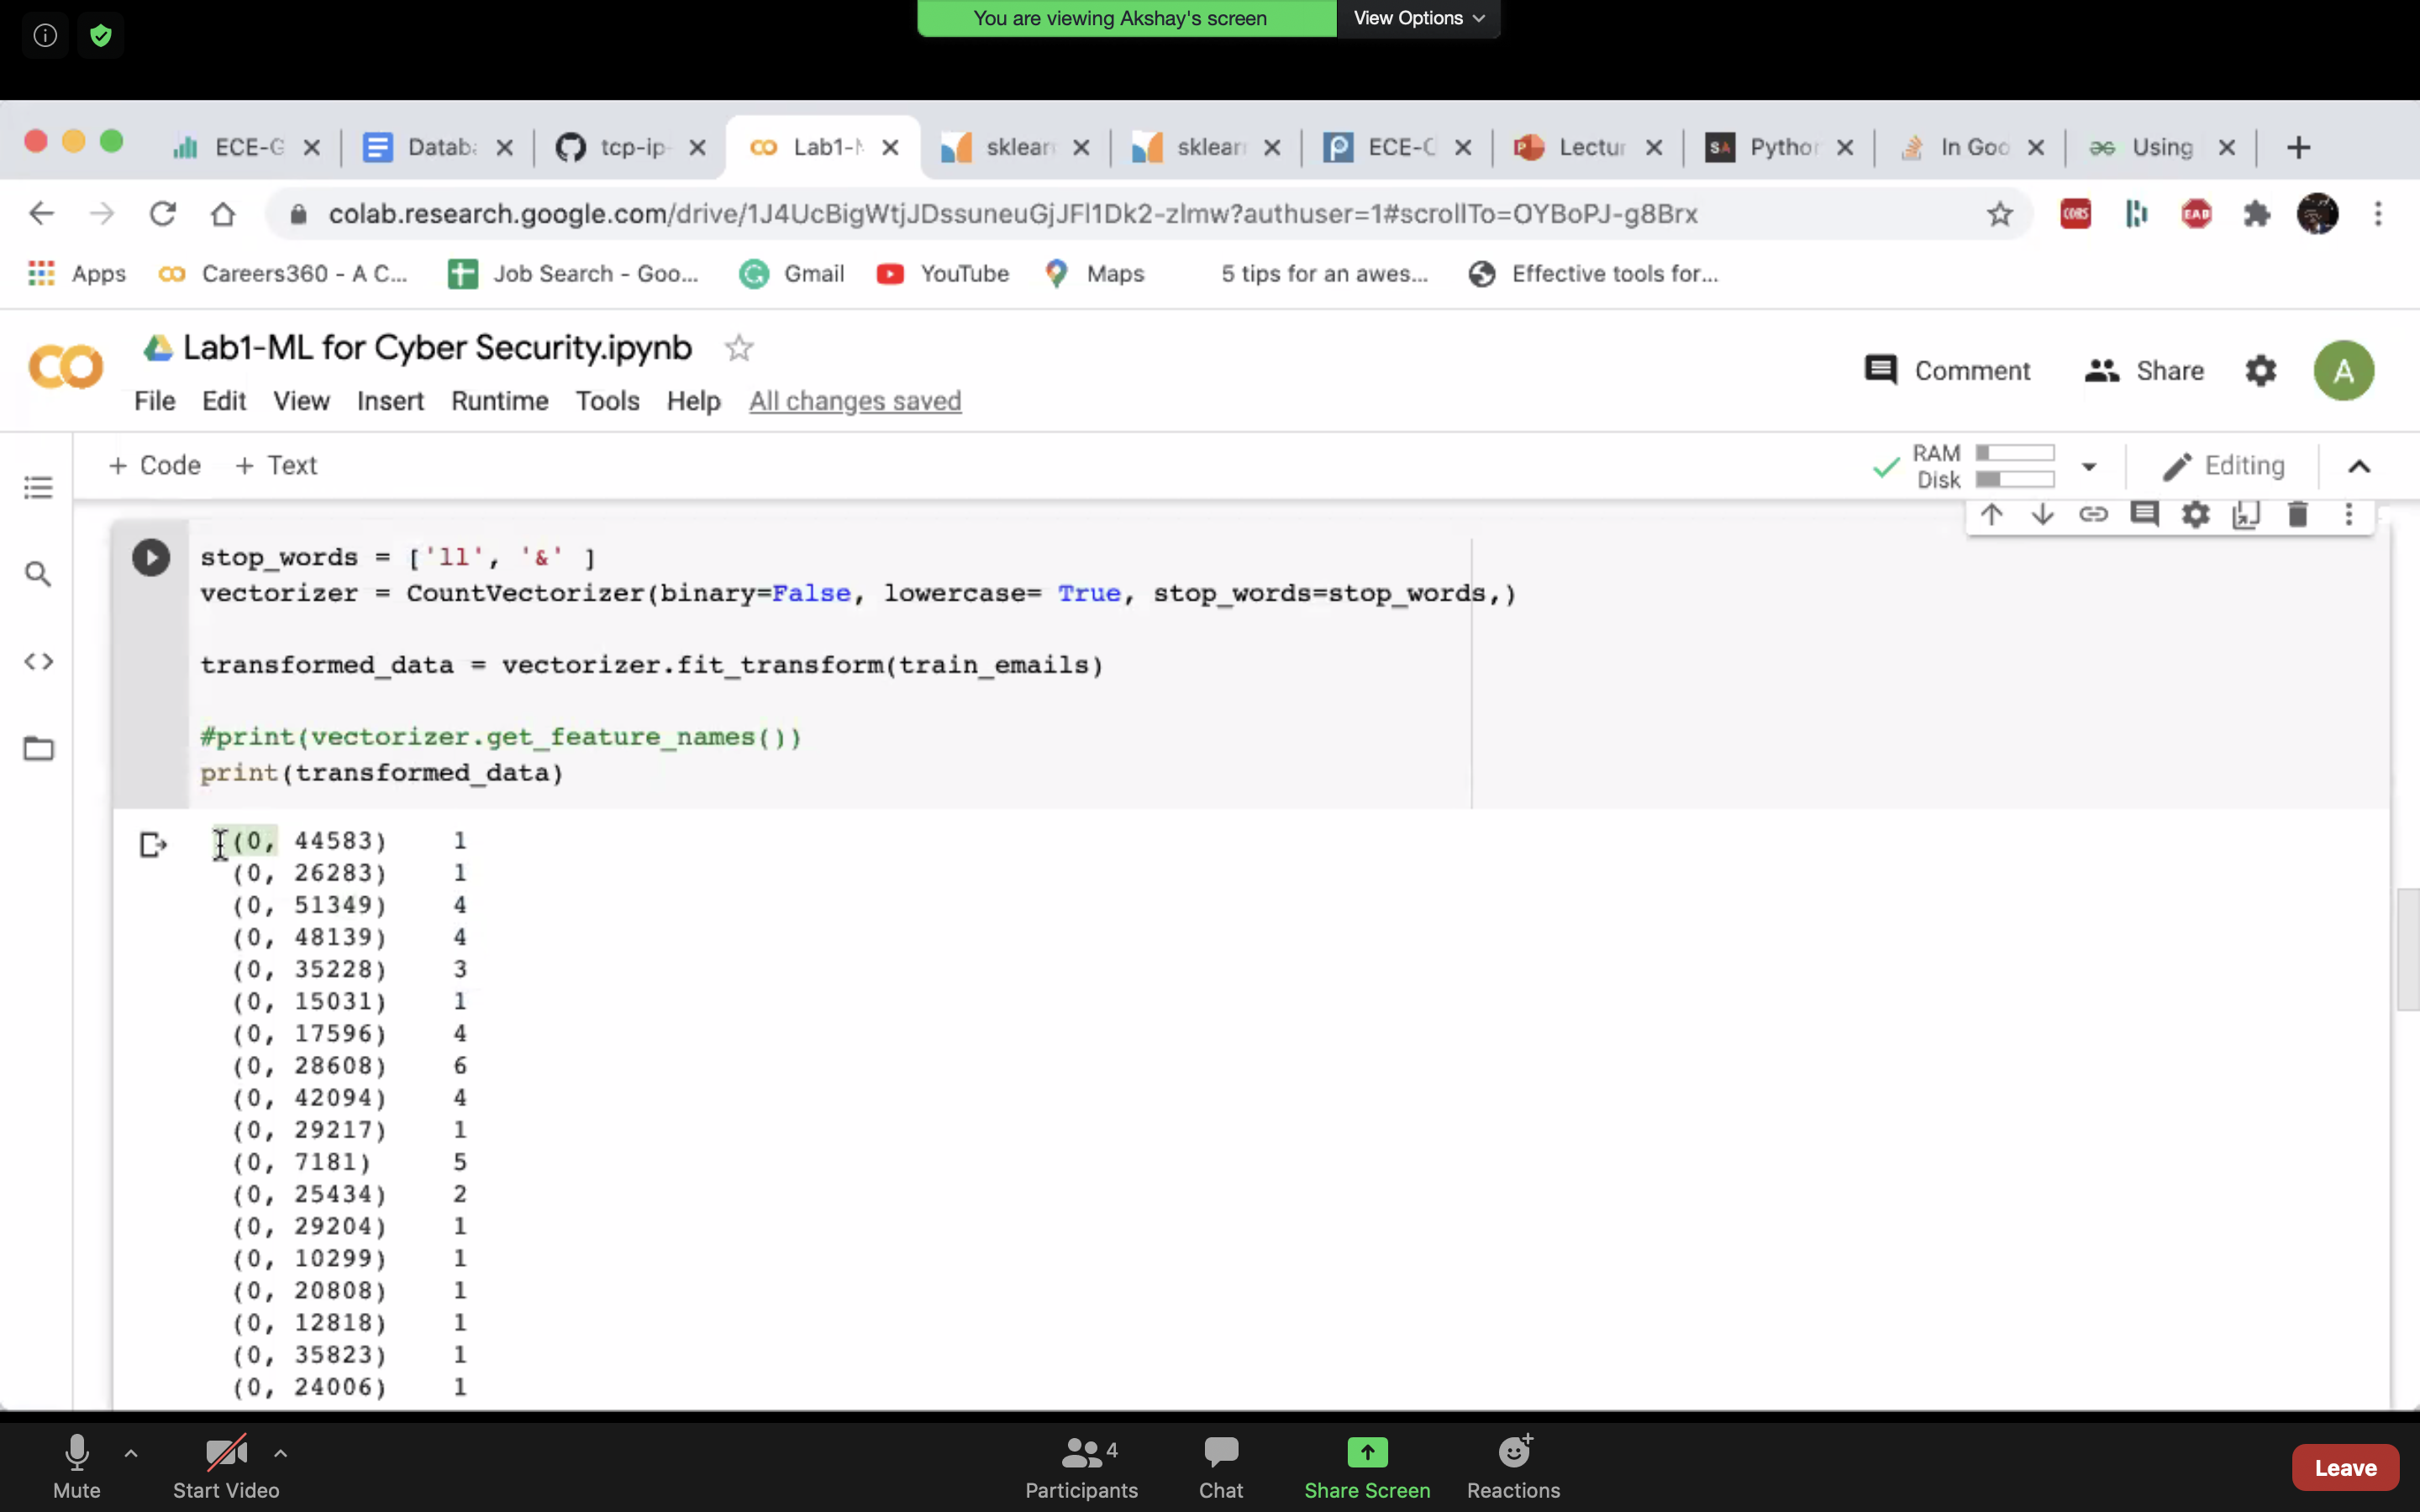 You are viewing Akshay's screen View Options
ECE-G Datab tcp-ip- Lab1-M sklear sklear ECE-C Lectur SA Pytho In Goo Using
colab.research.google.com/drive/1J4UcBigWtjJDssuneuGjJFl1Dk2-zlmw?authuser=1#scrollTo=OYBoPJ-g8Brx CORS EAB
Apps Careers360 - A C... Job Search - Goo... Gmail YouTube Maps 5 tips for an awes... Effective tools for...
Lab1-ML for Cyber Security.ipynb
Comment Share A
File Edit View Insert Runtime Tools Help All changes saved
+ Code + Text
RAM
Disk
Editing
stop_words = ['ll', '&' ]
vectorizer = CountVectorizer(binary=False, lowercase= True, stop_words=stop_words,)
transformed_data = vectorizer.fit_transform(train_emails)
#print(vectorizer.get_feature_names())
print(transformed_data)
(0, 44583) 1
(0, 26283) 1
(0, 51349) 4
(0, 48139) 4
(0, 35228) 3
(0, 15031) 1
(0, 17596) 4
(0, 28608) 6
(0, 42094) 4
(0, 29217) 1
(0, 7181) 5
(0, 25434) 2
(0, 29204) 1
(0, 10299) 1
(0, 20808) 1
(0, 12818) 1
(0, 35823) 1
(0, 24006) 1
Mute Start Video Participants 4 Chat Share Screen Reactions Leave